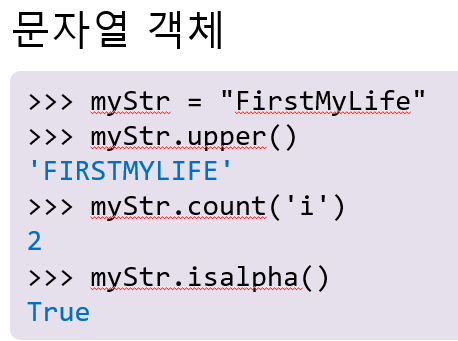 문자열 객체
>>> myStr = "FirstMyLife"
>>> myStr.upper()
'FIRSTMYLIFE'
>>> myStr.count('i')
2
>>> myStr.isalpha()
True